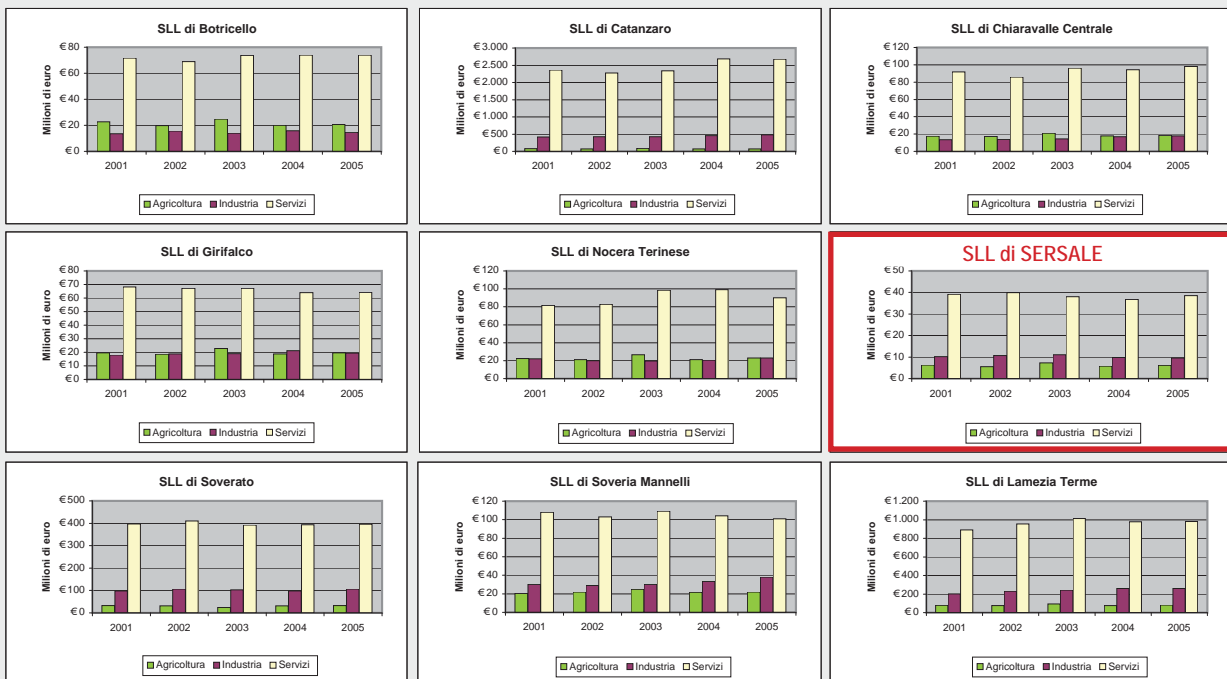 SLL di Botricello
Milioni di euro
€ 80
€ 60
€ 40
€ 20
€ 0
2001 2002 2003 2004 2005
Agricoltura Industria Servizi
SLL di Catanzaro
Milioni di euro
€ 3.000
€ 2.500
€ 2.000
€ 1.500
€ 1.000
€ 500
€ 0
2001 2002 2003 2004 2005
Agricoltura Industria Servizi
SLL di Chiaravalle Centrale
Milioni di euro
€ 120
€ 100
€ 80
€ 60
€ 40
€ 20
€ 0
2001 2002 2003 2004 2005
Agricoltura Industria Servizi
SLL di Girifalco
Milioni di euro
€ 80
€ 70
€ 60
€ 50
€ 40
€ 30
€ 20
€ 10
€ 0
2001 2002 2003 2004 2005
Agricoltura Industria Servizi
SLL di Nocera Terinese
Milioni di euro
€ 120
€ 100
€ 80
€ 60
€ 40
€ 20
€ 0
2001 2002 2003 2004 2005
Agricoltura Industria Servizi
SLL di SERSALE
Milioni di euro
€ 50
€ 40
€ 30
€ 20
€ 10
€ 0
2001 2002 2003 2004 2005
Agricoltura Industria Servizi
SLL di Soverato
Milioni di euro
€ 500
€ 400
€ 300
€ 200
€ 100
€ 0
2001 2002 2003 2004 2005
Agricoltura Industria Servizi
SLL di Soveria Mannelli
Milioni di euro
€ 120
€ 100
€ 80
€ 60
€ 40
€ 20
€ 0
2001 2002 2003 2004 2005
Agricoltura Industria Servizi
SLL di Lamezia Terme
Milioni di euro
€ 1.200
€ 1.000
€ 800
€ 600
€ 400
€ 200
€ 0
2001 2002 2003 2004 2005
Agricoltura Industria Servizi